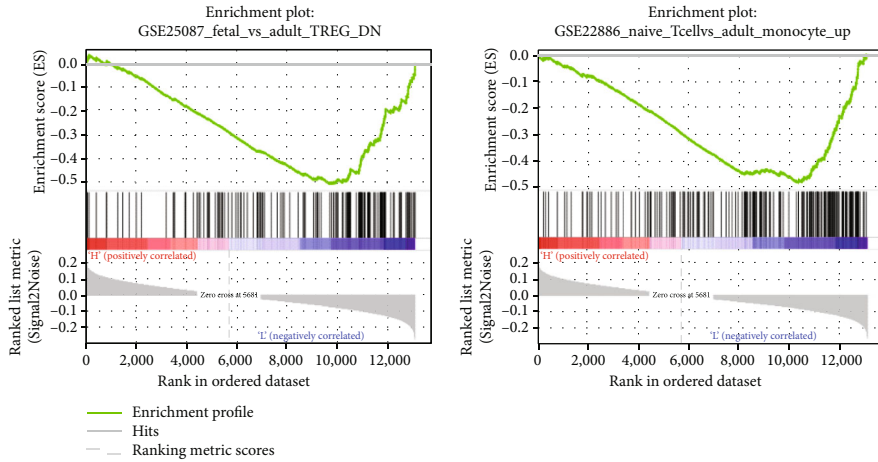 Enrichment plot:
GSE25087_fetal_vs_adult_TREG_DN
Enrichment score (ES)
0.0
−0.1
−0.2
−0.3
−0.4
−0.5
'H' (positively correlated)
Ranked list metric
(Signal2Noise)
0.2
0.1
0.0
−0.1
−0.2
Zero cross at 5681
'L' (negatively correlated)
0
2,000
4,000
6,000
8,000
10,000
12,000
Rank in ordered dataset
Enrichment plot:
GSE22886_naive_Tcellvs_adult_monocyte_up
Enrichment score (ES)
0.0
−0.1
−0.2
−0.3
−0.4
−0.5
'H' (positively correlated)
Ranked list metric
(Signal2Noise)
0.2
0.1
0.0
−0.1
−0.2
Zero cross at 5681
'L' (negatively correlated)
0
2,000
4,000
6,000
8,000
10,000
12,000
Rank in ordered dataset
Enrichment profile
Hits
Ranking metric scores